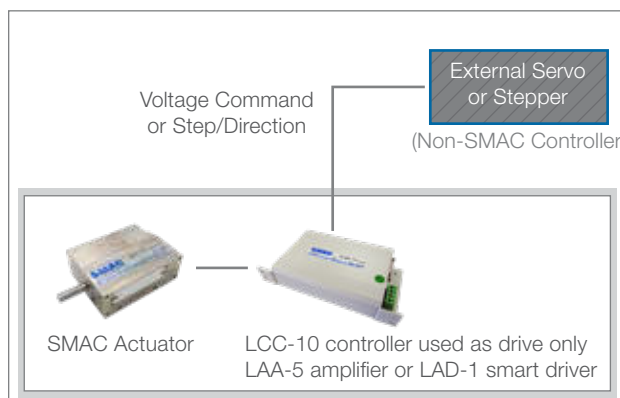 External Servo
or Stepper
Voltage Command
or Step/Direction
(Non-SMAC Controller
SMAC
SMAC Actuator
LCC-10 controller used as drive only
LAA-5 amplifier or LAD-1 smart driver